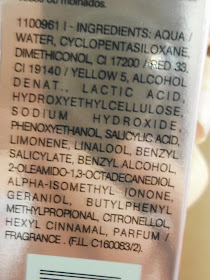 1100961 I - INGREDIENTS: AQUA /
WATER, CYCLOPENTASILOXANE,
DIMETHICONOL, CI 17200 / RED 33,
CI 19140 / YELLOW 5, ALCOHOL
DENAT., LACTIC ACID,
HYDROXYETHYLCELLULOSE,
SODIUM HYDROXIDE,
PHENOXYETHANOL, SALICYLIC ACID,
LIMONENE, LINALOOL, BENZYL
SALICYLATE, BENZYL ALCOHOL,
2-OLEAMIDO-1,3-OCTADECANEDIOL,
ALPHA-ISOMETHYL IONONE,
GERANIOL, BUTYLPHENYL
METHYLPROPIONAL, CITRONELLOL,
HEXYL CINNAMAL, PARFUM /
FRAGRANCE . (F.I.L C160083/2)